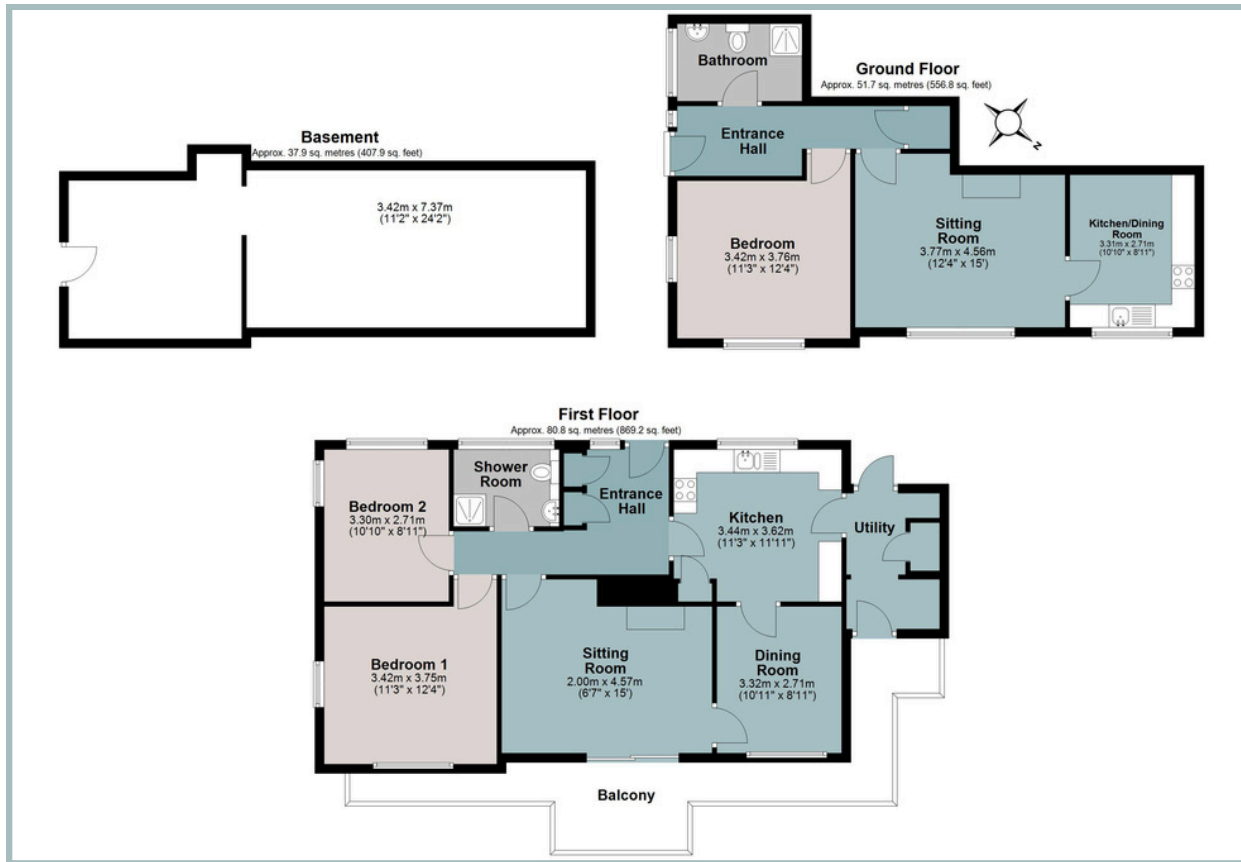 Basement
Approx. 37.9 sq. metres (407.9 sq. feet)
3.42m x 7.37m
(11'2" x 24'2")
Ground Floor
Approx. 51.7 sq. metres (556.8 sq. feet)
N
Bathroom
Entrance
Hall
Bedroom
3.42m x 3.76m
(11'3" x 12'4")
Sitting
Room
3.77m x 4.56m
(12'4" x 15')
Kitchen/Dining
Room
3.31m x 2.71m
(10'10" x 8'11")
First Floor
Approx. 80.8 sq. metres (869.2 sq. feet)
Bedroom 2
3.30m x 2.71m
(10'10" x 8'11")
Shower
Room
Entrance
Hall
Kitchen
3.44m x 3.62m
(11'3" x 11'11")
Utility
Bedroom 1
3.42m x 3.75m
(11'3" x 12'4")
Sitting
Room
2.00m x 4.57m
(6'7" x 15')
Dining
Room
3.32m x 2.71m
(10'11" x 8'11")
Balcony